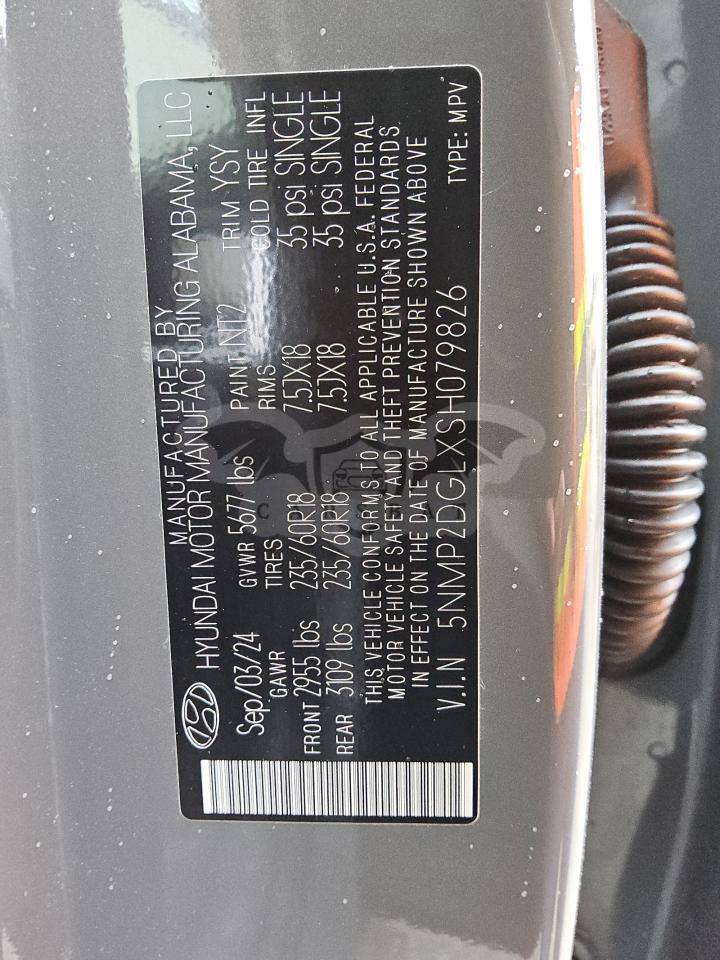 MANUFACTURED BY
HYUNDAI MOTOR MANUFACTURING ALABAMA, LLC
Sep/03/24 GVWR 5677 lbs PAINT NT2 TRIM YSY
GAWR TIRES RIMS COLD TIRE INFL
FRONT 2955 lbs 235/60R18 7.5JX18 35 psi SINGLE
REAR 3109 lbs 235/60R18 7.5JX18 35 psi SINGLE
THIS VEHICLE CONFORMS TO ALL APPLICABLE U.S.A. FEDERAL
MOTOR VEHICLE SAFETY AND THEFT PREVENTION STANDARDS
IN EFFECT ON THE DATE OF MANUFACTURE SHOWN ABOVE
V.I.N 5NMP2DGLXSH079826 TYPE: MPV